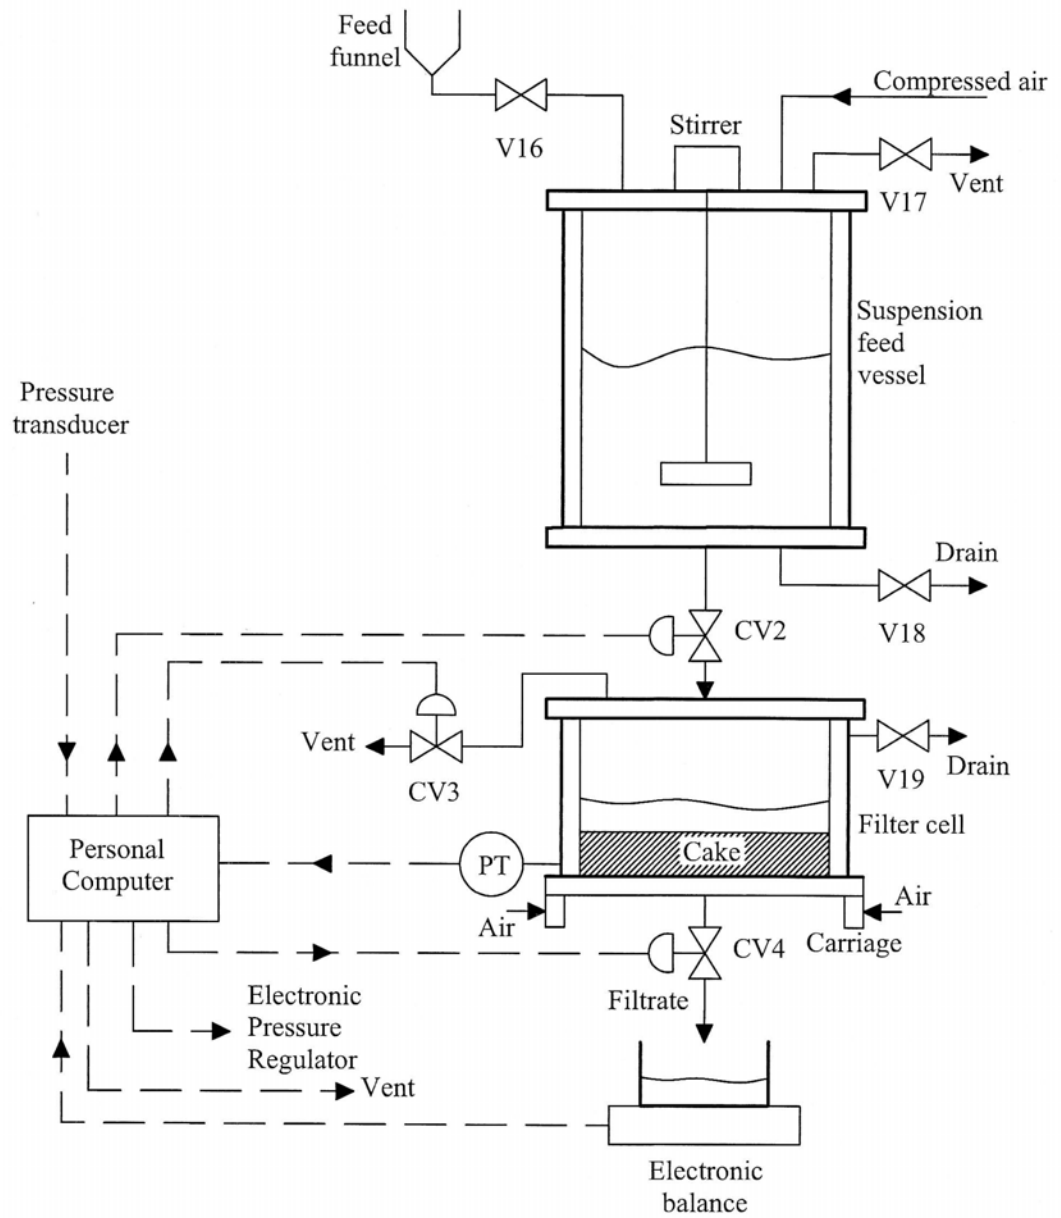 Feed
funnel
Compressed air
Stirrer
V16
Vent
V17
Suspension
feed
vessel
Pressure
transducer
Drain
CV2
V18
Vent
CV3
V19
Drain
Filter cell
Personal
Computer
PT
Cake
Air
Air
Carriage
CV4
Filtrate
Electronic
Pressure
Regulator
Vent
Electronic
balance